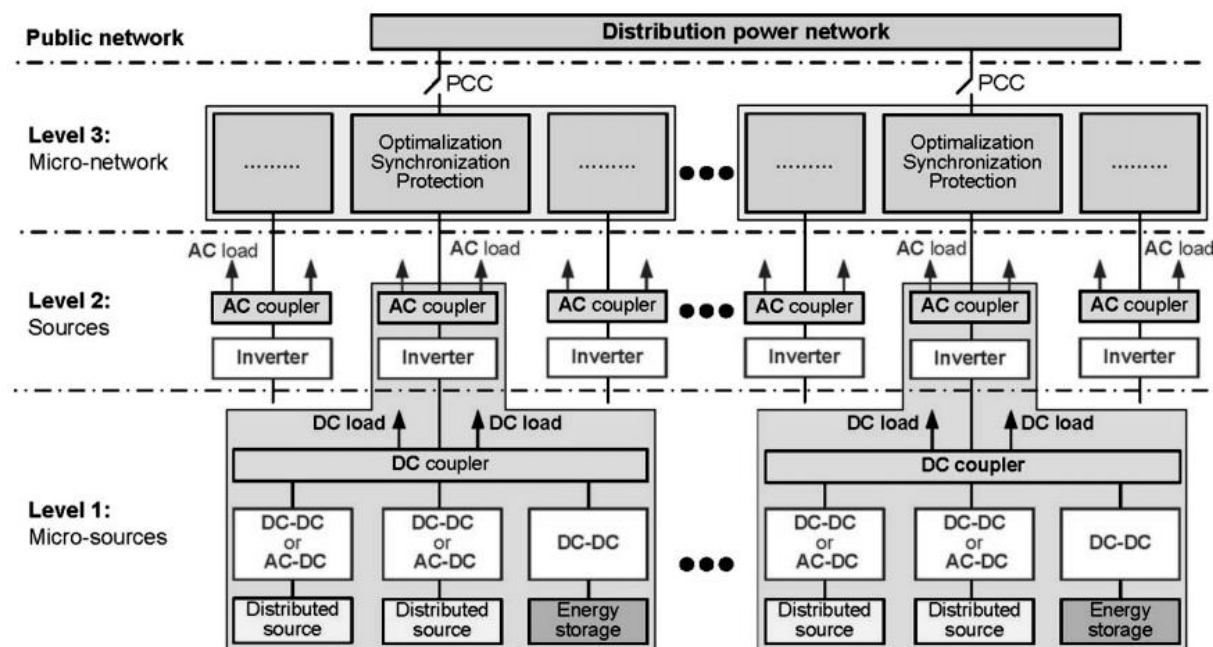 Public network
Distribution power network
PCC
PCC
Level 3:
Micro-network
.........
Optimalization
Synchronization
Protection
.........
.........
Optimalization
Synchronization
Protection
.........
AC load
AC load
AC load
AC load
Level 2:
Sources
AC coupler
AC coupler
AC coupler
AC coupler
AC coupler
AC coupler
Inverter
Inverter
Inverter
Inverter
Inverter
Inverter
DC load
DC load
DC load
DC load
DC coupler
DC coupler
Level 1:
Micro-sources
DC-DC
or
AC-DC
DC-DC
or
AC-DC
DC-DC
DC-DC
or
AC-DC
DC-DC
or
AC-DC
DC-DC
Distributed
source
Distributed
source
Energy
storage
Distributed
source
Distributed
source
Energy
storage